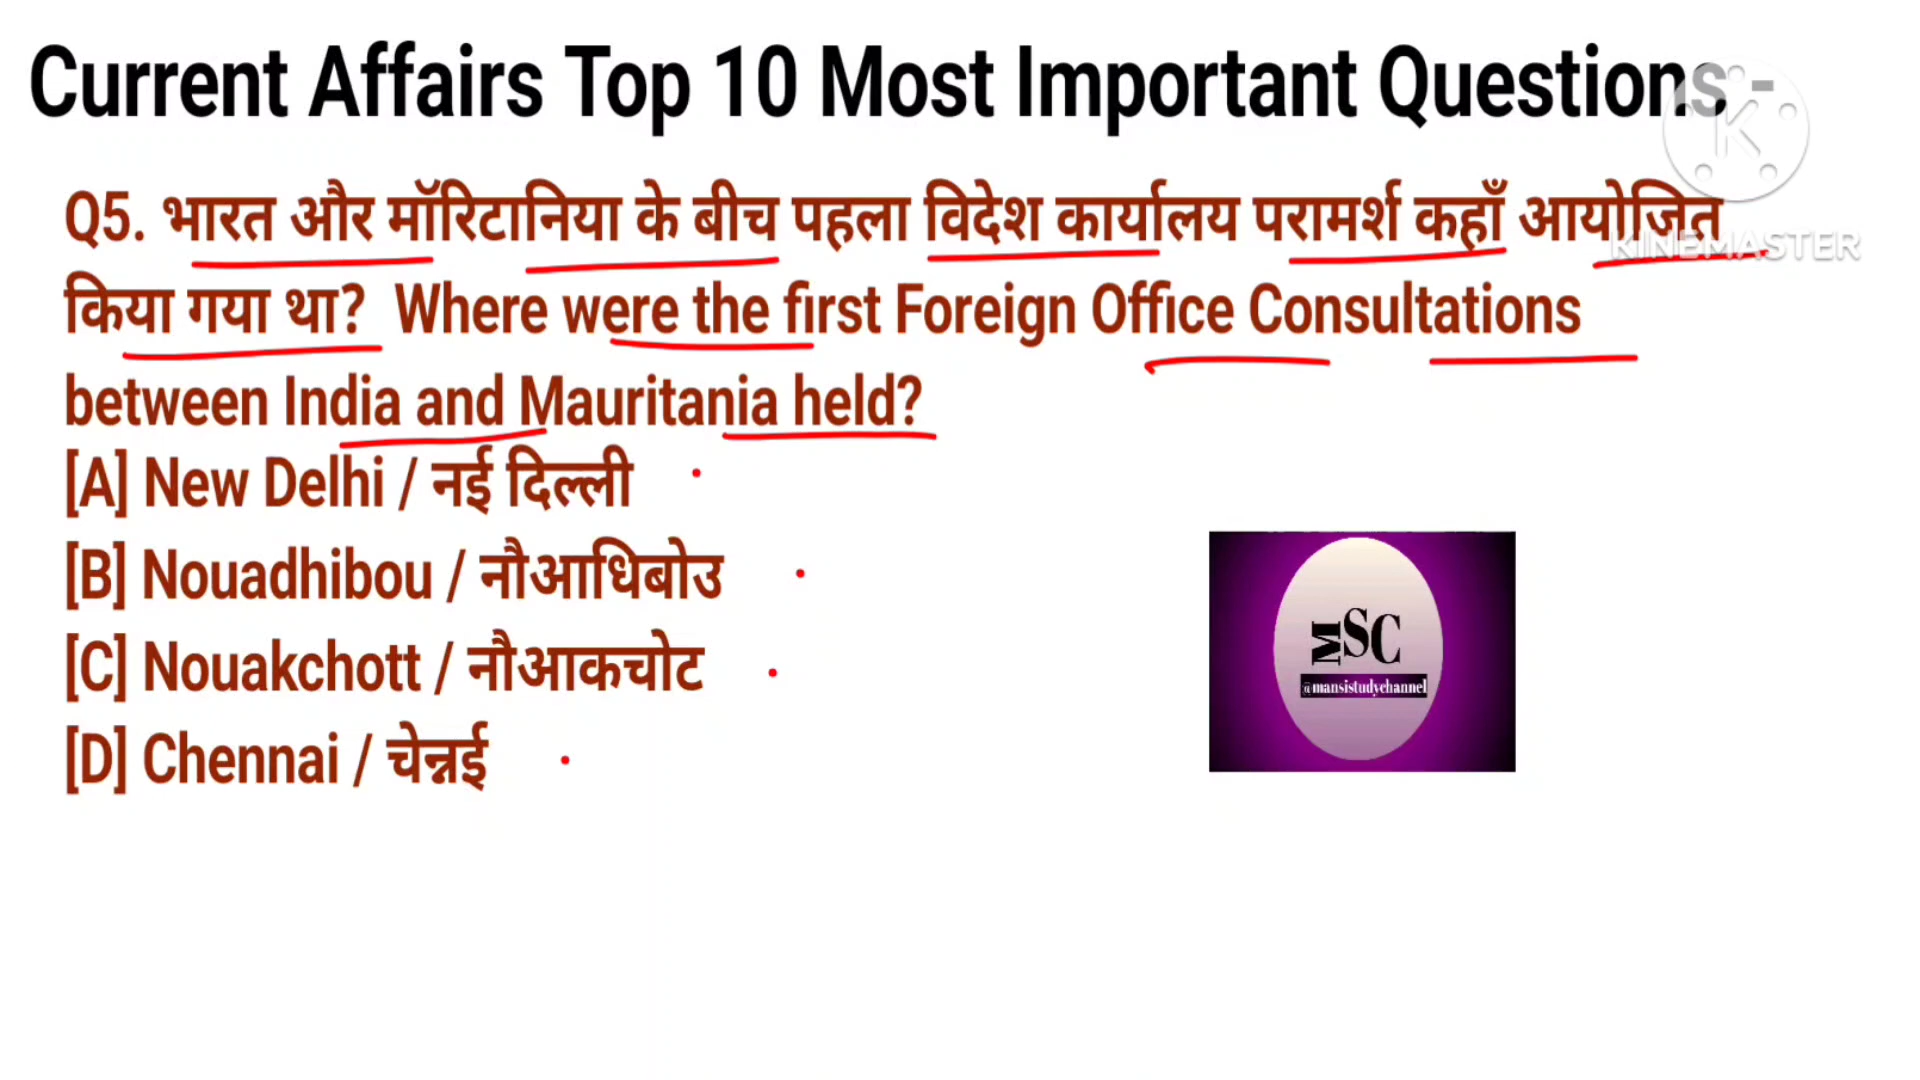 Current Affairs Top 10 Most Important Questions :-
Q5. भारत और मॉरिटानिया के बीच पहला विदेश कार्यालय परामर्श कहाँ आयोजित
KINEMASTER
किया गया था? Where were the first Foreign Office Consultations
between India and Mauritania held?
[A] New Delhi / नई दिल्ली
[B] Nouadhibou / नौआधिबोउ
[C] Nouakchott / नौआकचोट
[D] Chennai / चेन्नई
MSC
@mansistudychannel